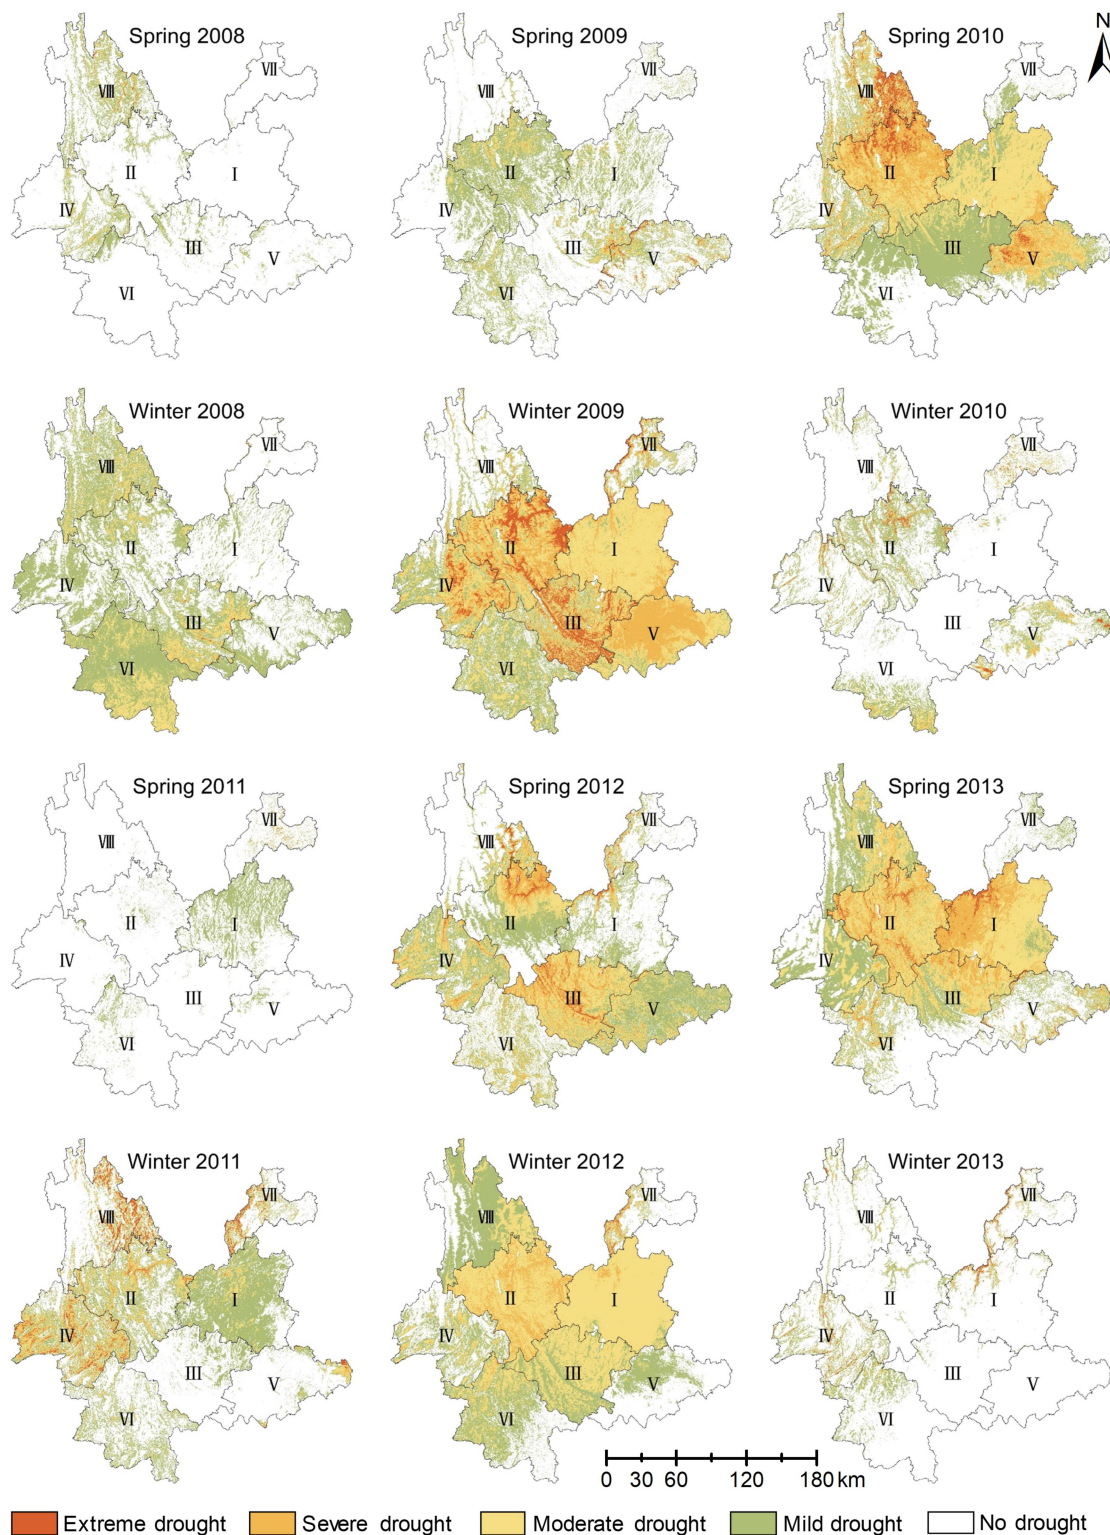 Spring 2008
Spring 2009
Spring 2010
N
VIII
II
I
IV
III
V
VI
VII
VIII
II
I
IV
III
V
VI
VII
VIII
II
I
IV
III
V
VI
VII
Winter 2008
Winter 2009
Winter 2010
VIII
II
I
IV
III
V
VI
VII
VIII
II
I
IV
III
V
VI
VII
VIII
II
I
IV
III
V
VI
VII
Spring 2011
Spring 2012
Spring 2013
VIII
II
I
IV
III
V
VI
VII
VIII
II
I
IV
III
V
VI
VII
VIII
II
I
IV
III
V
VI
VII
Winter 2011
Winter 2012
Winter 2013
VIII
II
I
IV
III
V
VI
VII
VIII
II
I
IV
III
V
VI
VII
VIII
II
I
IV
III
V
VI
VII
0 30 60 120 180 km
Extreme drought Severe drought Moderate drought Mild drought No drought